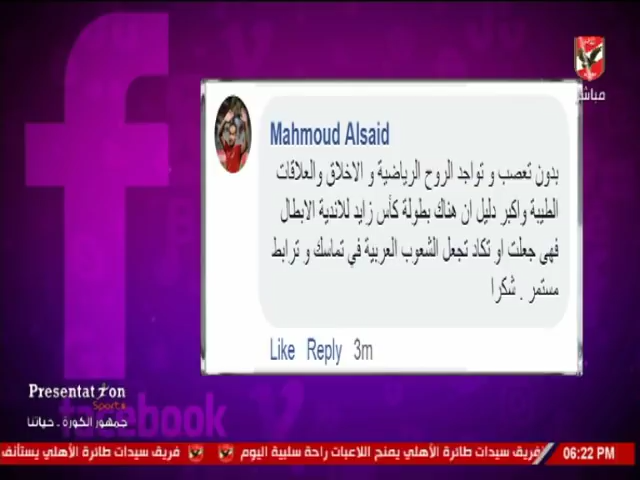 مباشر
Mahmoud Alsaid
بدون تعصب و تواجد الروح الرياضية و الاخلاق والعلاقات
الطيبة واكبر دليل ان هناك بطولة كأس زايد للاندية الابطال
فهى جعلت او تكاد تجعل الشعوب العربية في تماسك و ترابط
مستمر . شكرا
Like Reply 3m
Presentation
Sports
جمهور الكورة .. حياتنا
facebook
فريق سيدات طائرة الأهلي يمنح اللاعبات راحة سلبية اليوم
فريق سيدات طائرة الأهلي يستأنف
06:22 PM